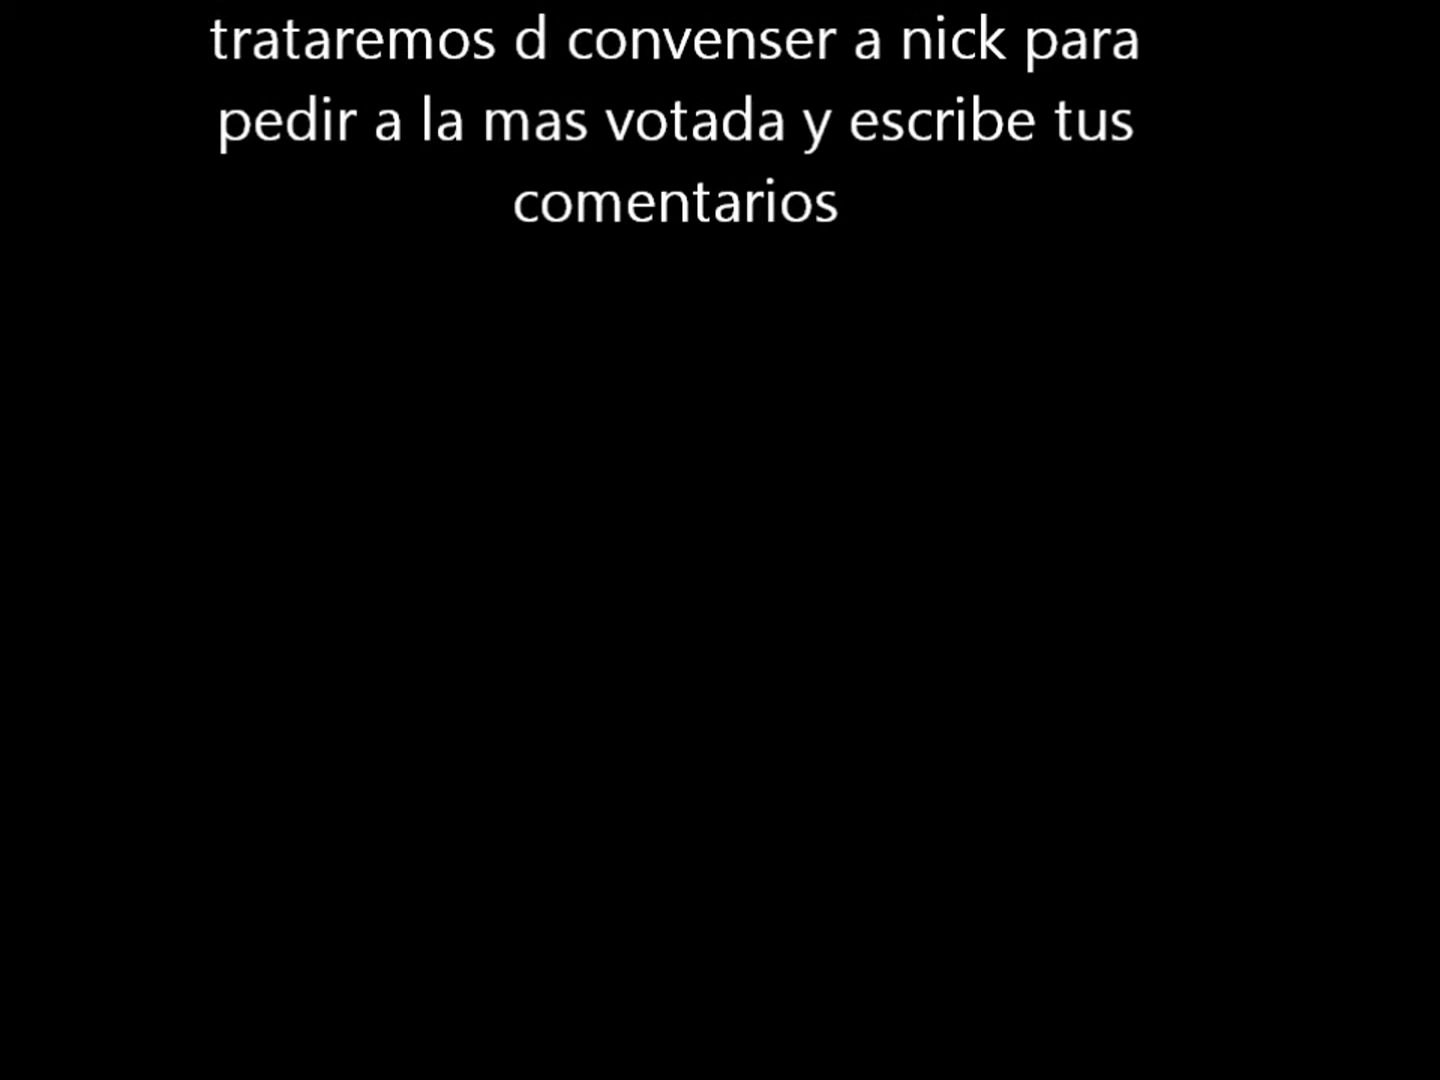 trataremos d convenser a nick para
pedir a la mas votada y escribe tus
comentarios